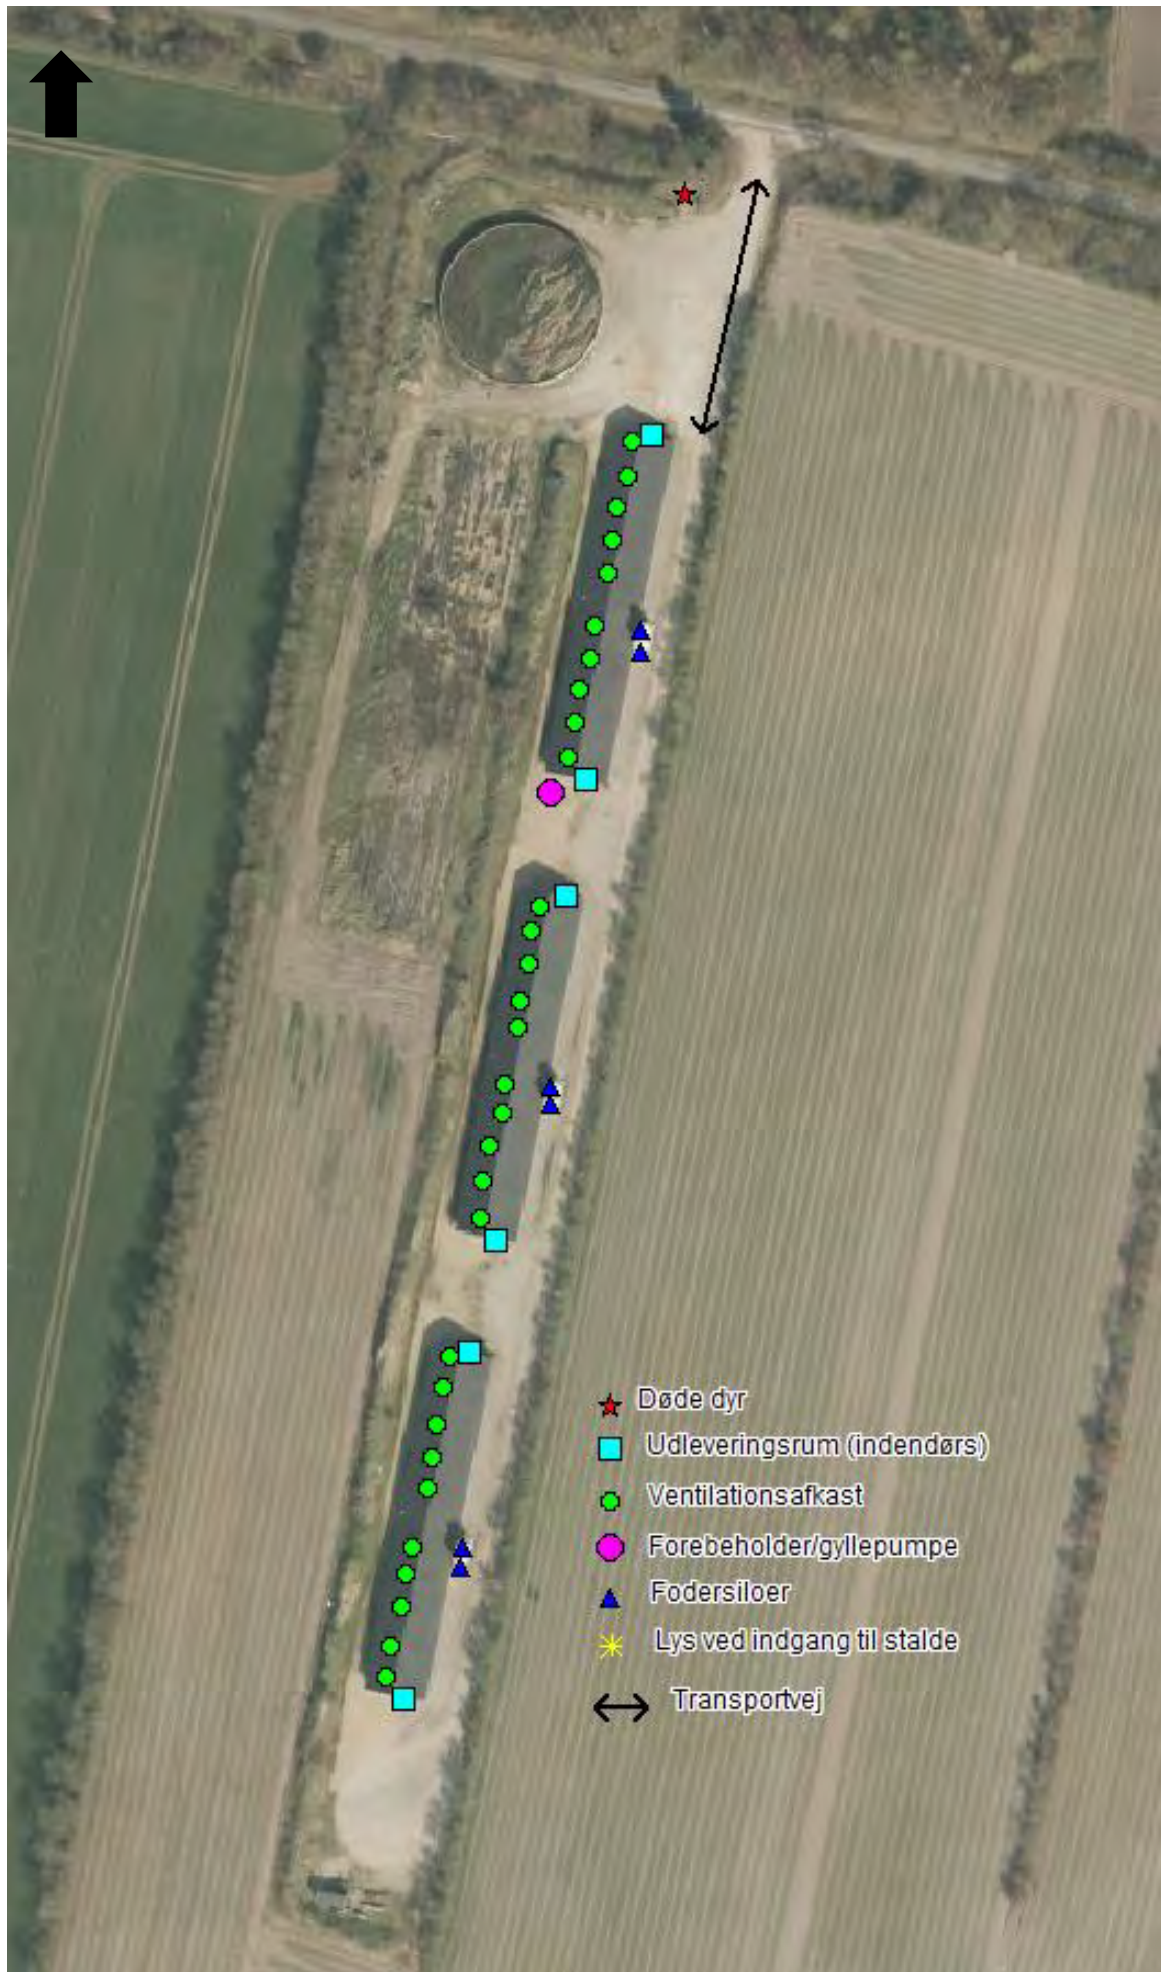 Døde dyr
Udleveringsrum (indendørs)
Ventilationsafkast
Forebeholder/gyllepumpe
Fodersiloer
Lys ved indgang til stalde
Transportvej